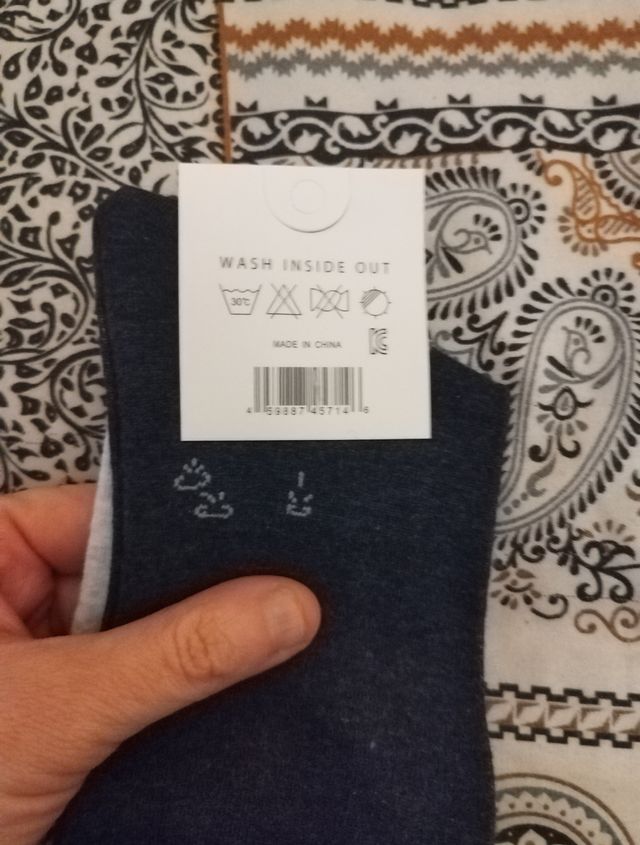 WASH INSIDE OUT
30℃
MADE IN CHINA
4 59887 45714 6